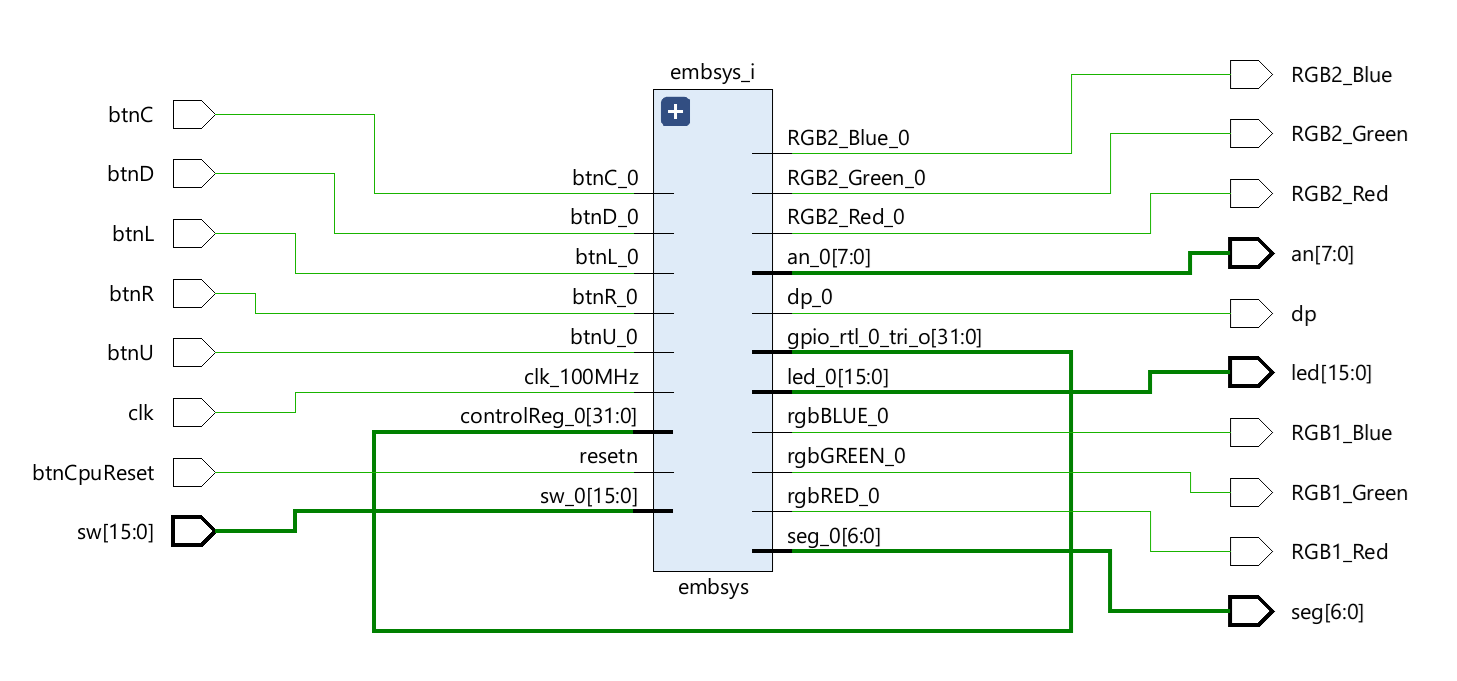 embsys_i
btnC
btnD
btnL
btnR
btnU
clk
btnCpuReset
sw[15:0]
btnC_0
btnD_0
btnL_0
btnR_0
btnU_0
clk_100MHz
controlReg_0[31:0]
resetn
sw_0[15:0]
RGB2_Blue_0
RGB2_Green_0
RGB2_Red_0
an_0[7:0]
dp_0
gpio_rtl_0_tri_o[31:0]
led_0[15:0]
rgbBLUE_0
rgbGREEN_0
rgbRED_0
seg_0[6:0]
embsys
RGB2_Blue
RGB2_Green
RGB2_Red
an[7:0]
dp
led[15:0]
RGB1_Blue
RGB1_Green
RGB1_Red
seg[6:0]